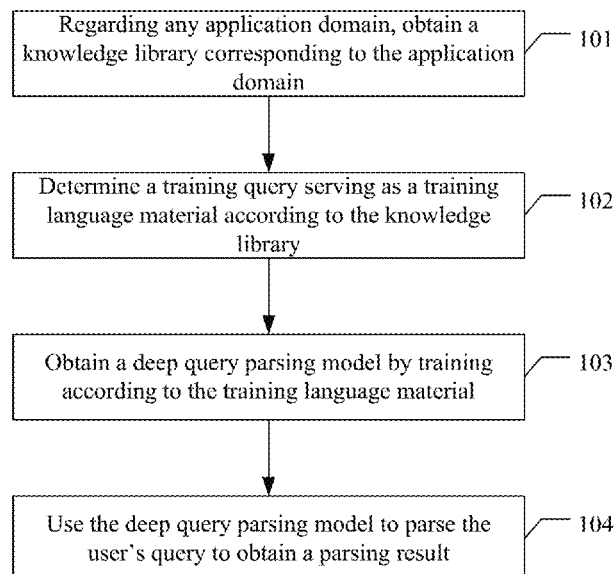 Regarding any application domain, obtain a
knowledge library corresponding to the application
domain
101
Determine a training query serving as a training
language material according to the knowledge
library
102
Obtain a deep query parsing model by training
according to the training language material
103
Use the deep query parsing model to parse the
user's query to obtain a parsing result
104